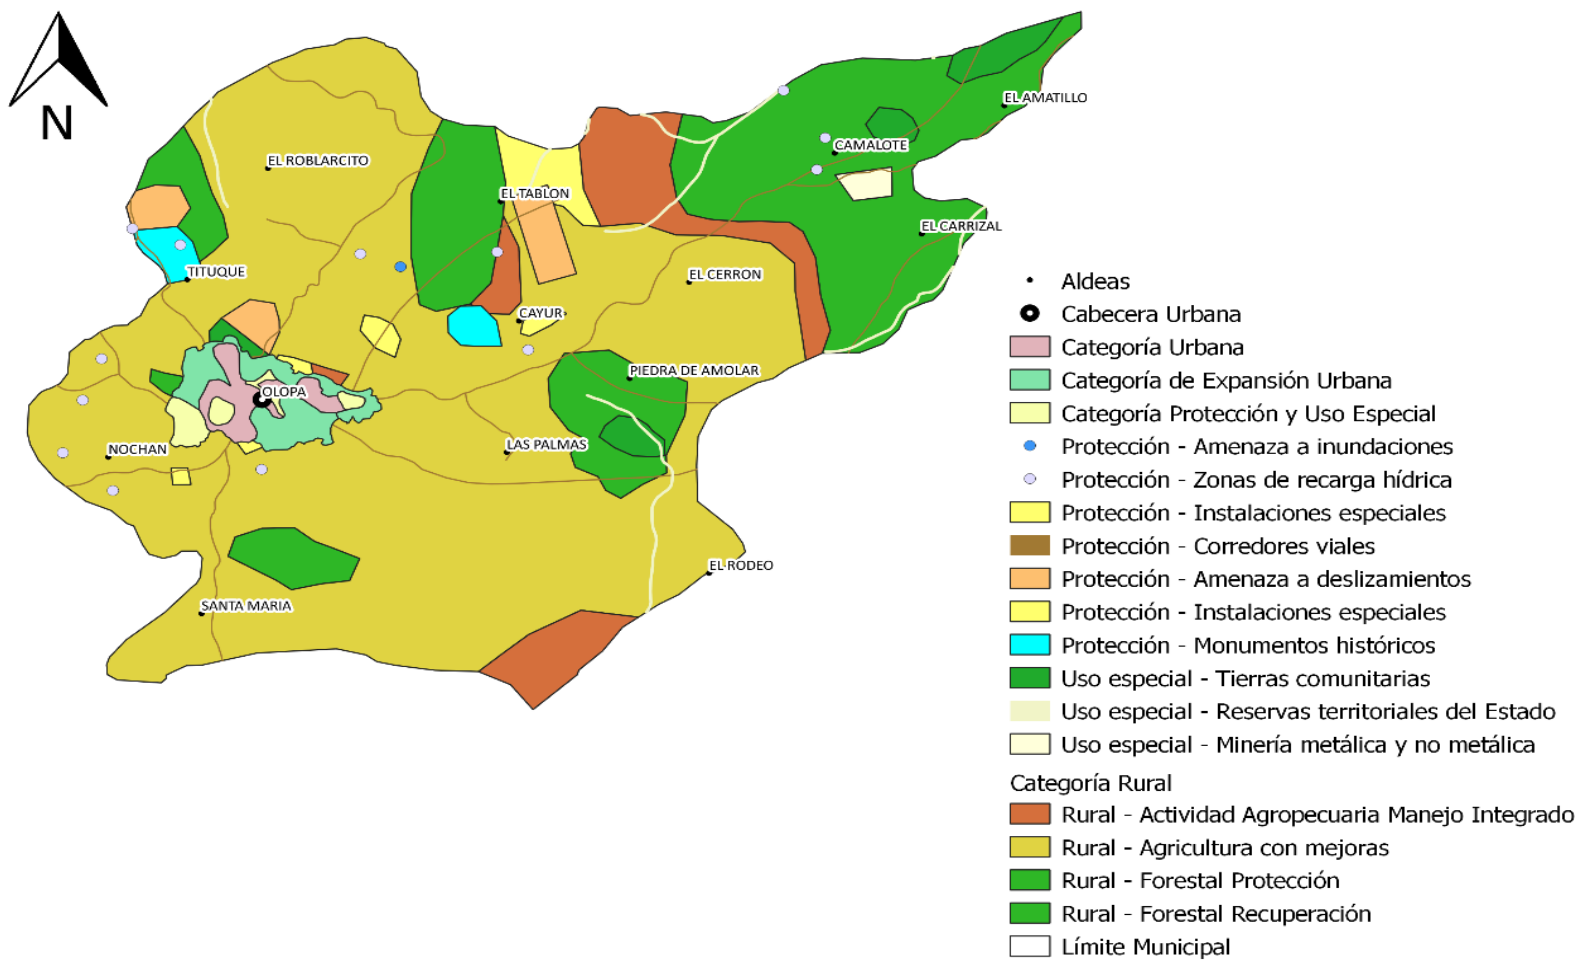 N
EL AMATILLO
CAMALOTE
EL ROBLARCITO
EL TABLON
EL CARRIZAL
TITUQUE
EL CERRON
CAYUR
PIEDRA DE AMOLAR
OLOPA
NOCHAN
LAS PALMAS
EL RODEO
SANTA MARIA
Aldeas
Cabecera Urbana
Categoría Urbana
Categoría de Expansión Urbana
Categoría Protección y Uso Especial
Protección - Amenaza a inundaciones
Protección - Zonas de recarga hídrica
Protección - Instalaciones especiales
Protección - Corredores viales
Protección - Amenaza a deslizamientos
Protección - Instalaciones especiales
Protección - Monumentos históricos
Uso especial - Tierras comunitarias
Uso especial - Reservas territoriales del Estado
Uso especial - Minería metálica y no metálica
Categoría Rural
Rural - Actividad Agropecuaria Manejo Integrado
Rural - Agricultura con mejoras
Rural - Forestal Protección
Rural - Forestal Recuperación
Límite Municipal